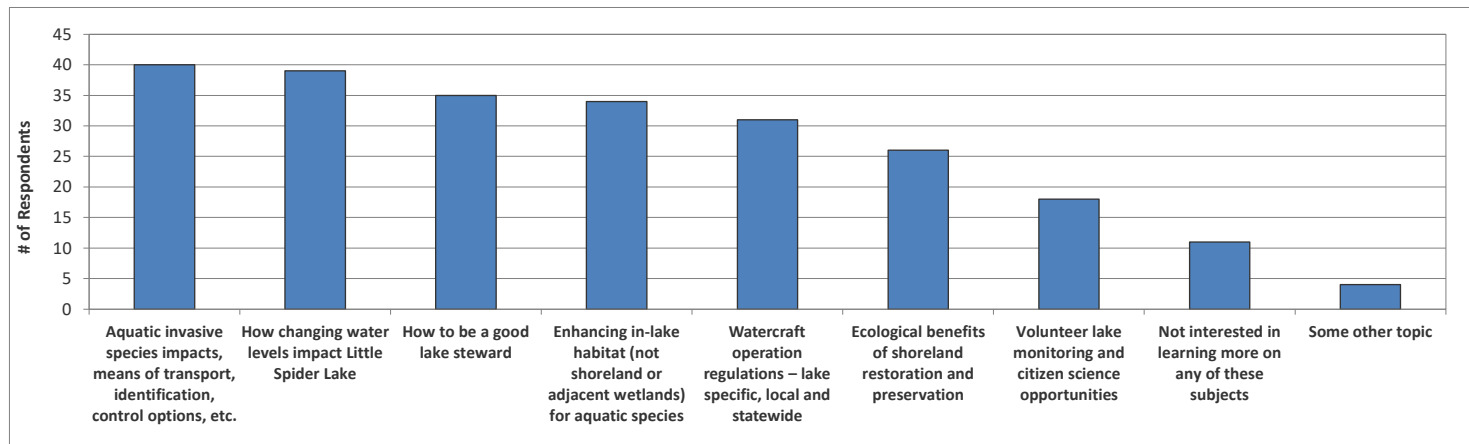 # of Respondents
45
40
35
30
25
20
15
10
5
0
Aquatic invasive
species impacts,
means of transport,
identification,
control options, etc.
How changing water
levels impact Little
Spider Lake
How to be a good
lake steward
Enhancing in-lake
habitat (not
shoreland or
adjacent wetlands) for
aquatic species
Watercraft
operation
regulations – lake
specific, local and
statewide
Ecological benefits
of shoreland
restoration and
preservation
Volunteer lake
monitoring and
citizen science
opportunities
Not interested in
learning more on
any of these
subjects
Some other topic